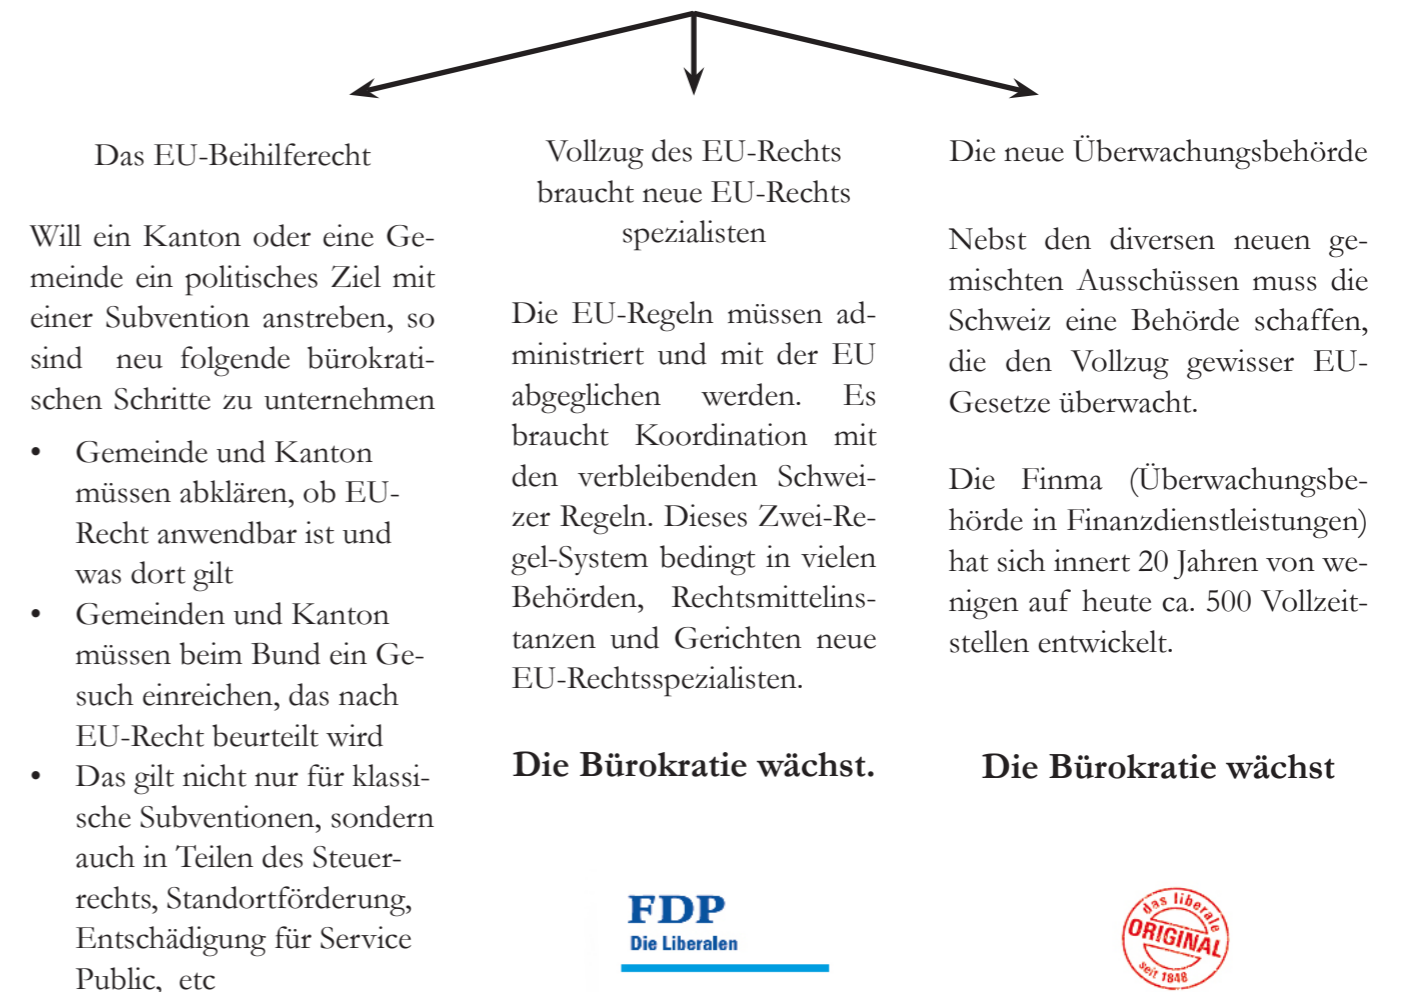 Das EU-Beihilferecht
Will ein Kanton oder eine Ge-
meinde ein politisches Ziel mit
einer Subvention anstreben, so
sind neu folgende bürokrati-
schen Schritte zu unternehmen
• Gemeinde und Kanton
müssen abklären, ob EU-
Recht anwendbar ist und
was dort gilt
• Gemeinden und Kanton
müssen beim Bund ein Ge-
such einreichen, das nach
EU-Recht beurteilt wird
• Das gilt nicht nur für klassi-
sche Subventionen, sondern
auch in Teilen des Steuer-
rechts, Standortförderung,
Entschädigung für Service
Public, etc
Vollzug des EU-Rechts
braucht neue EU-Rechts
spezialisten
Die EU-Regeln müssen ad-
ministriert und mit der EU
abgeglichen werden. Es
braucht Koordination mit
den verbleibenden Schwei-
zer Regeln. Dieses Zwei-Re-
gel-System bedingt in vielen
Behörden, Rechtsmittelins-
tanzen und Gerichten neue
EU-Rechtsspezialisten.
Die Bürokratie wächst.
FDP
Die Liberalen
Die neue Überwachungsbehörde
Nebst den diversen neuen ge-
mischten Ausschüssen muss die
Schweiz eine Behörde schaffen,
die den Vollzug gewisser EU-
Gesetze überwacht.
Die Finma (Überwachungsbe-
hörde in Finanzdienstleistungen)
hat sich innert 20 Jahren von we-
nigen auf heute ca. 500 Vollzeit-
stellen entwickelt.
Die Bürokratie wächst
das liberale
ORIGINAL
seit 1848